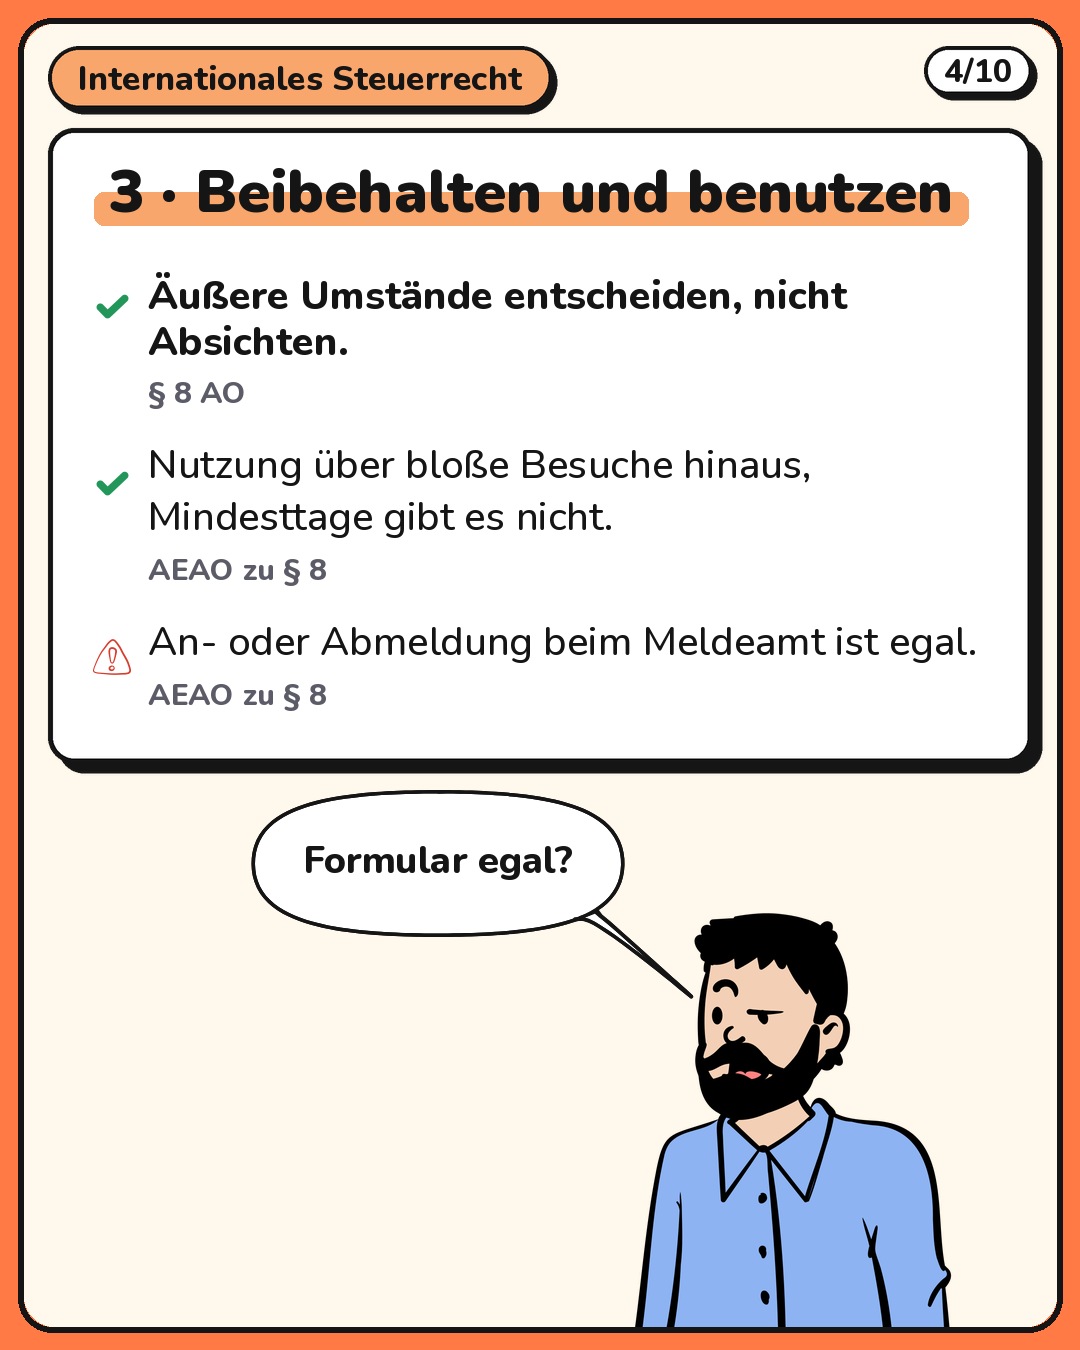 Internationales Steuerrecht
4/10
3 · Beibehalten und benutzen
Äußere Umstände entscheiden, nicht
Absichten.
§ 8 AO
Nutzung über bloße Besuche hinaus,
Mindesttage gibt es nicht.
AEAO zu § 8
An- oder Abmeldung beim Meldeamt ist egal.
AEAO zu § 8
Formular egal?